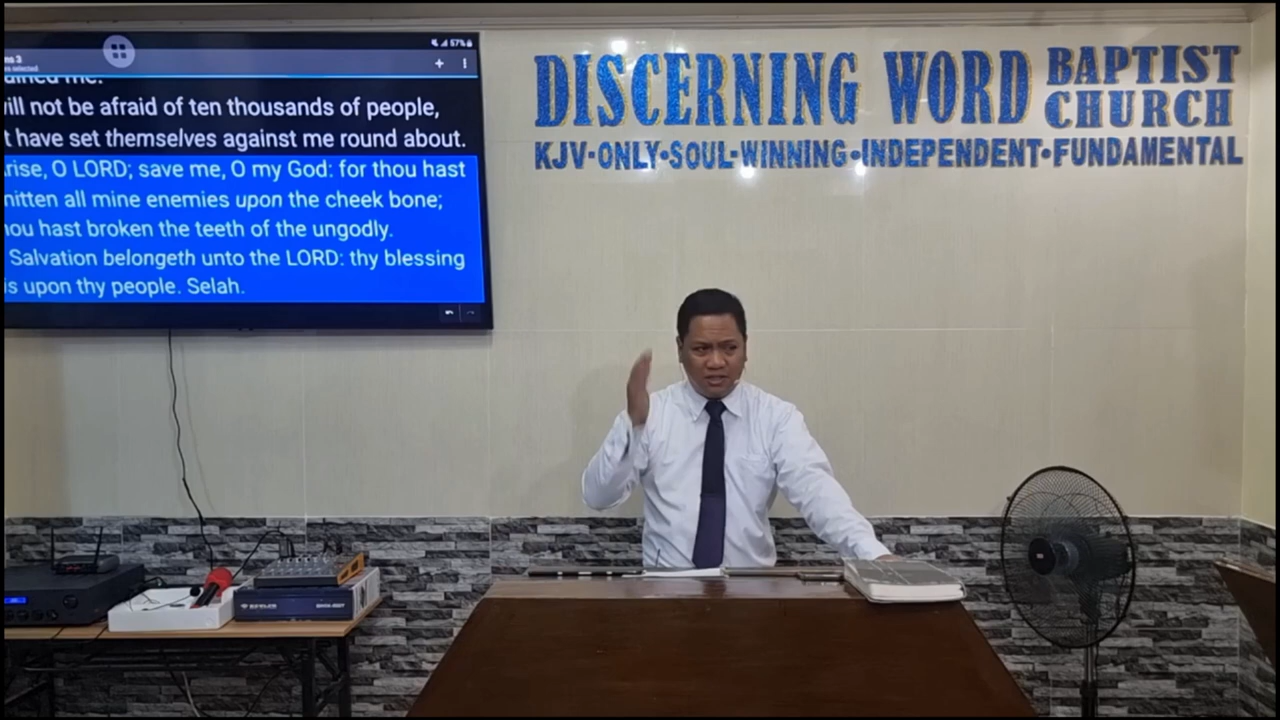 57%
ns 3
will not be afraid of ten thousands of people,
t have set themselves against me round about.
rise, O LORD; save me, O my God: for thou hast
mitten all mine enemies upon the cheek bone;
hou hast broken the teeth of the ungodly.
Salvation belongeth unto the LORD: thy blessing
is upon thy people. Selah.
DISCERNING WORD BAPTIST
CHURCH
KJV-ONLY•SOUL-WINNING•INDEPENDENT•FUNDAMENTAL